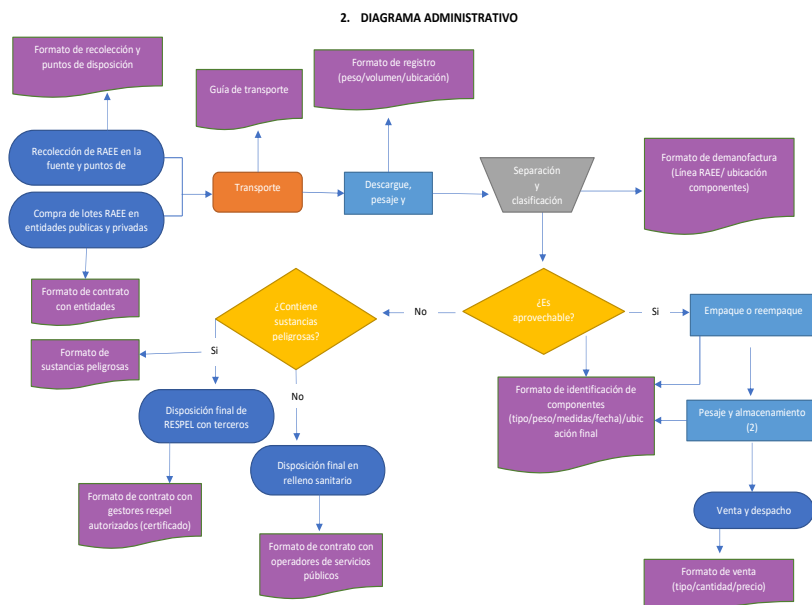 2. DIAGRAMA ADMINISTRATIVO
Formato de recolección y
puntos de disposición
Guía de transporte
Formato de registro
(peso/volumen/ubicación)
Recolección de RAEE en la
fuente y puntos de
Compra de lotes RAEE en
entidades publicas y privadas
Transporte
Descargue,
pesaje y
Separación
y
clasificación
Formato de demanofactura
(Línea RAEE/ ubicación
componentes)
Formato de contrato
con entidades
¿Contiene
sustancias
peligrosas?
No
¿Es
aprovechable?
Si
Empaque o reempaque
Formato de
sustancias peligrosas
Si
No
Formato de identificación de
componentes
(tipo/peso/medidas/fecha)/ubic
ación final
Pesaje y almacenamiento
(2)
Disposición final de
RESPEL con terceros
Disposición final en
relleno sanitario
Formato de contrato con
gestores respel
autorizados (certificado)
Venta y despacho
Formato de contrato con
operadores de servicios
públicos
Formato de venta
(tipo/cantidad/precio)